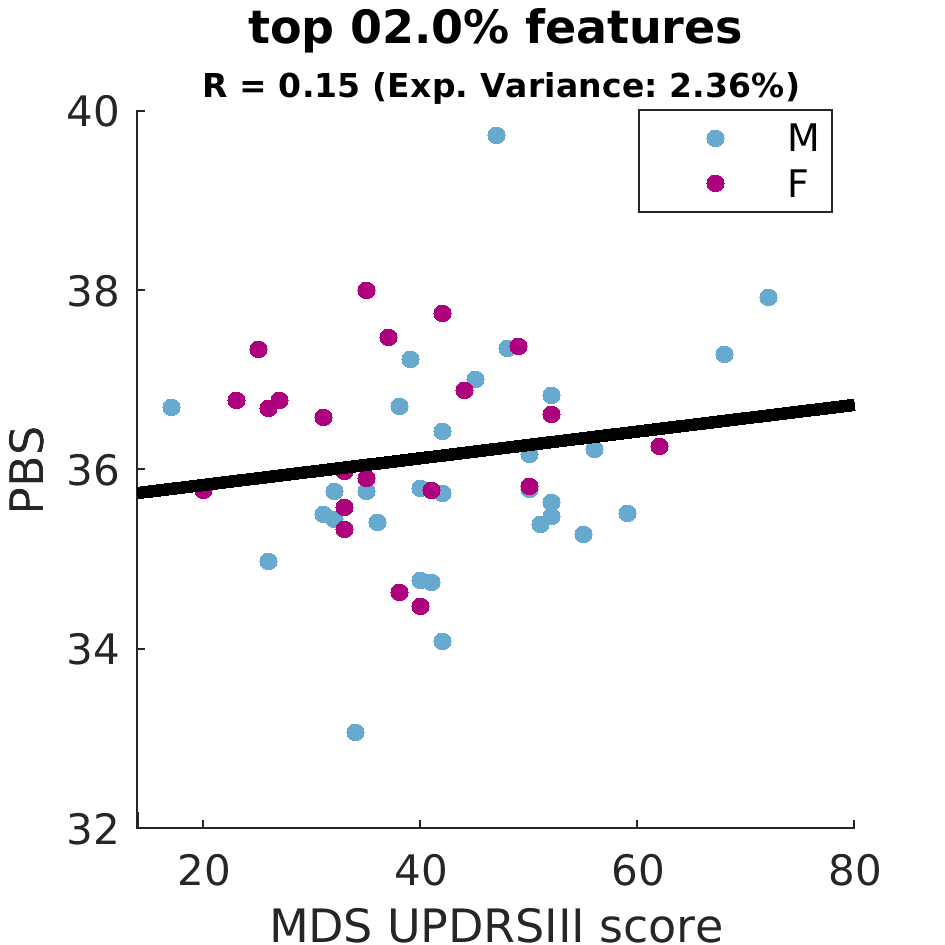 top 02.0% features
R = 0.15 (Exp. Variance: 2.36%)
M
F
40
38
36
34
32
PBS
20 40 60 80
MDS UPDRSIII score